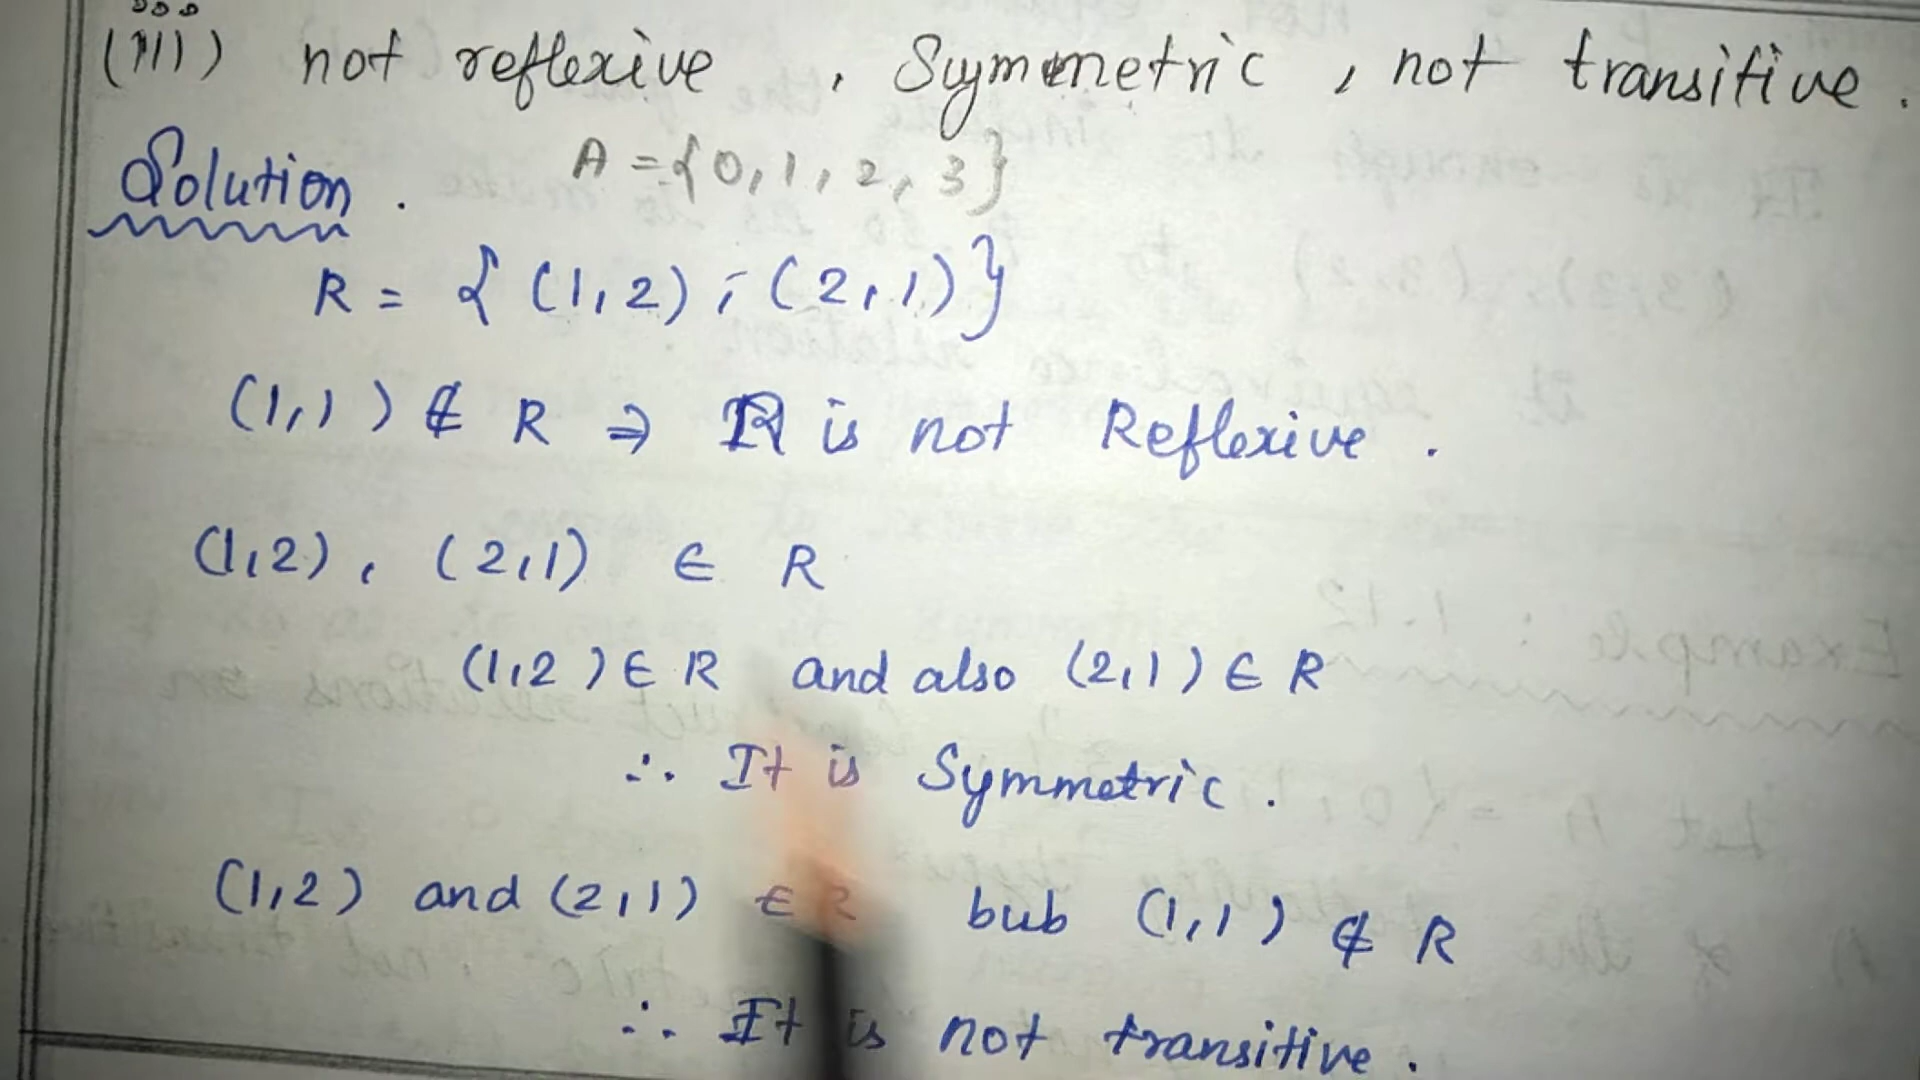 (iii) not reflexive , Symmetric , not transitive .
Solution . A = {0, 1, 2, 3}
R = { (1,2) , (2,1) }
(1,1) ∉ R ⇒ R is not Reflexive .
(1,2) , (2,1) ∈ R
(1,2) ∈ R and also (2,1) ∈ R
∴ It is Symmetric .
(1,2) and (2,1) ∈ R bub (1,1) ∉ R
∴ It is not transitive .